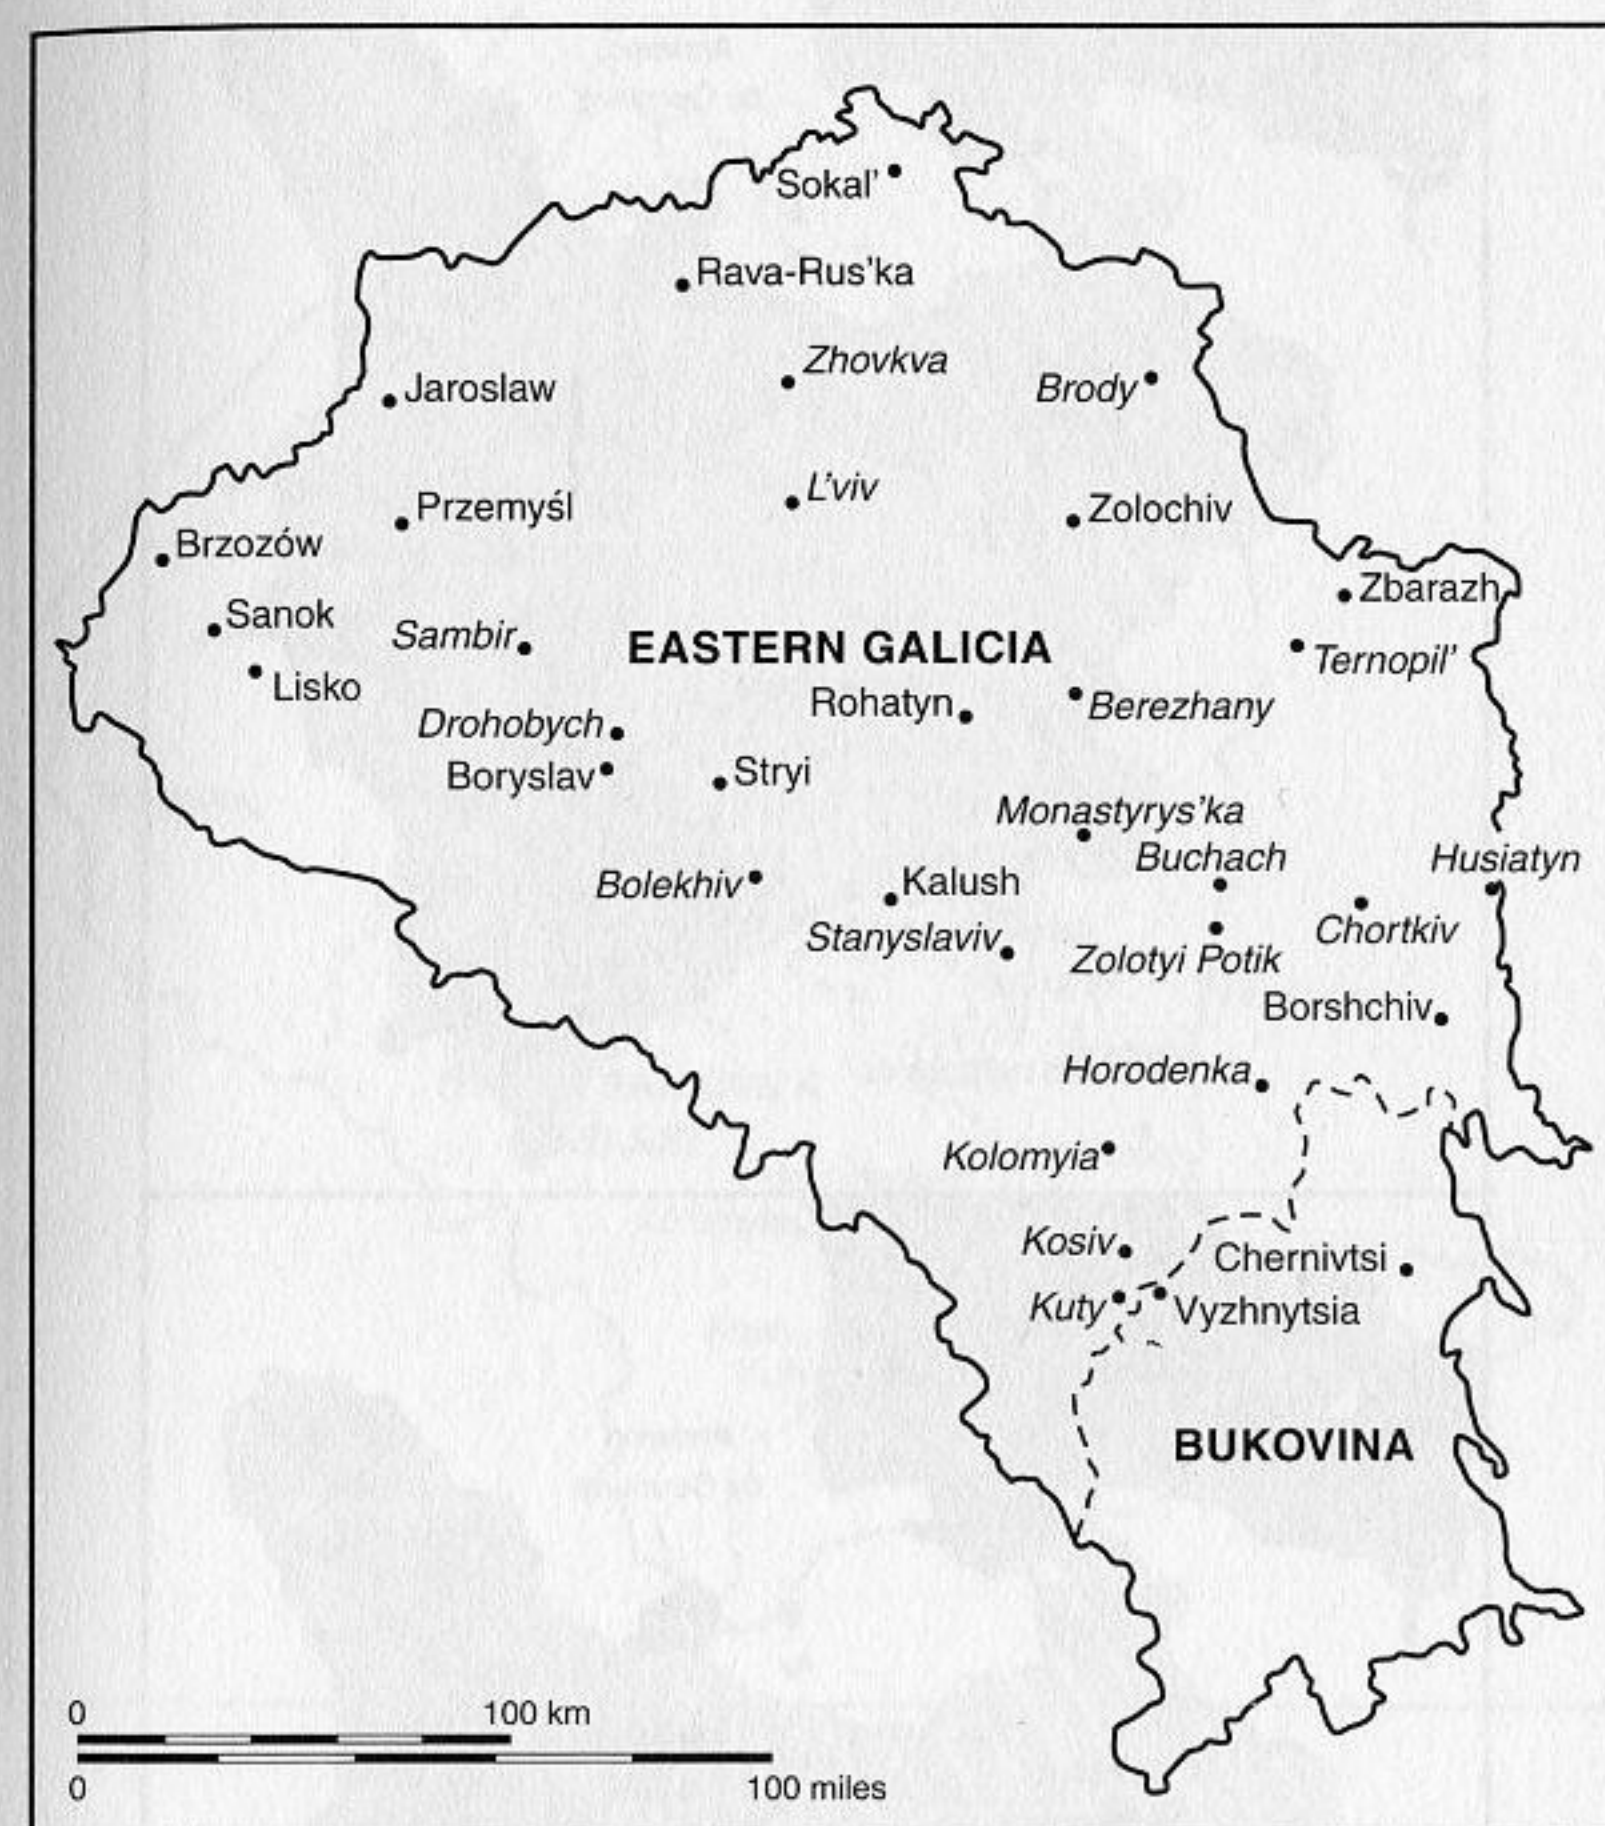 Sokal’
Rava-Rus’ka
Zhovkva
Brody
Jaroslaw
L’viv
Przemyśl
Zolochiv
Brzozów
Zbarazh
Sanok
Sambir
EASTERN GALICIA
Ternopil’
Lisko
Rohatyn
Berezhany
Drohobych
Boryslav
Stryi
Monastyrys’ka
Buchach
Husiatyn
Bolekhiv
Kalush
Stanyslaviv
Chortkiv
Zolotyi Potik
Borshchiv
Horodenka
Kolomyia
Kosiv
Chernivtsi
Kuty
Vyzhnytsia
BUKOVINA
0 100 km
0 100 miles